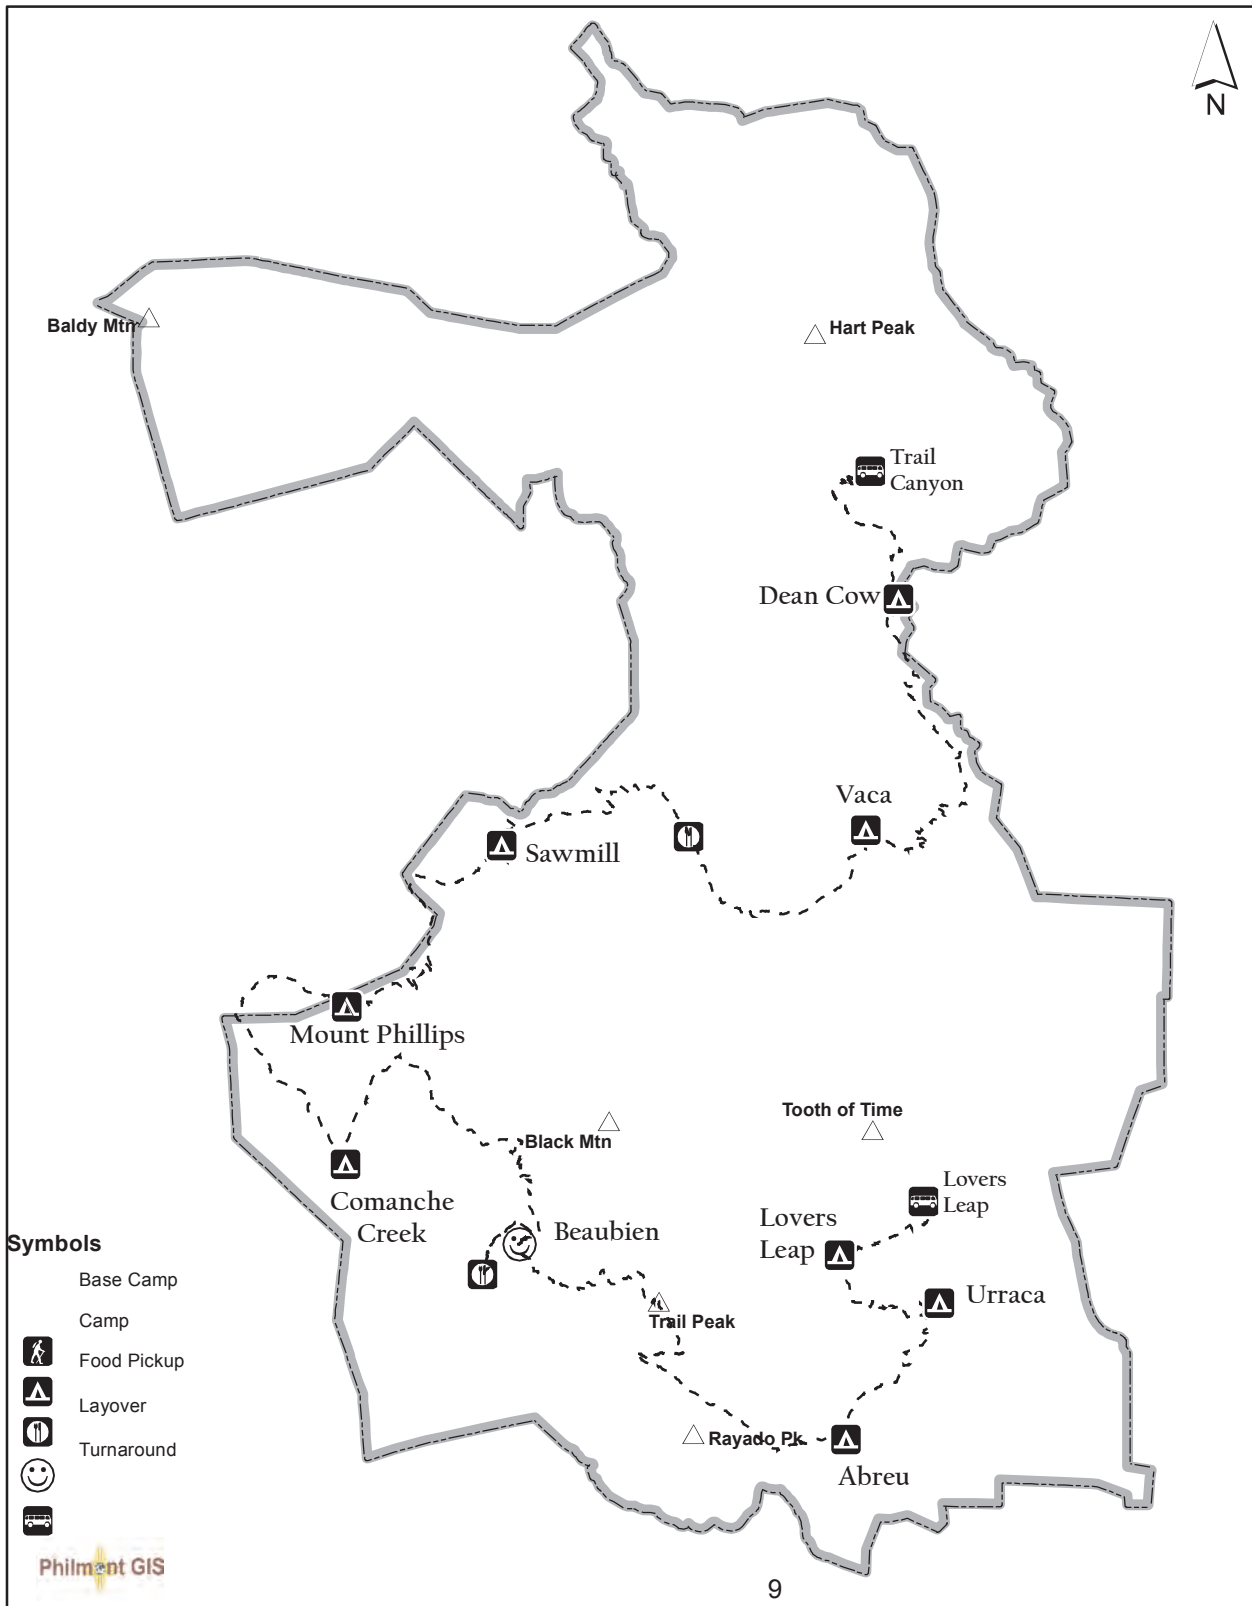 N
Baldy Mtn
Hart Peak
Trail
Canyon
Dean Cow
Vaca
Sawmill
Mount Phillips
Tooth of Time
Black Mtn
Lovers
Leap
Comanche
Creek
Beaubien
Lovers
Leap
Urraca
Trail Peak
Rayado Pk.
Abreu
Symbols
Base Camp
Camp
Food Pickup
Layover
Turnaround
Philmont GIS
9